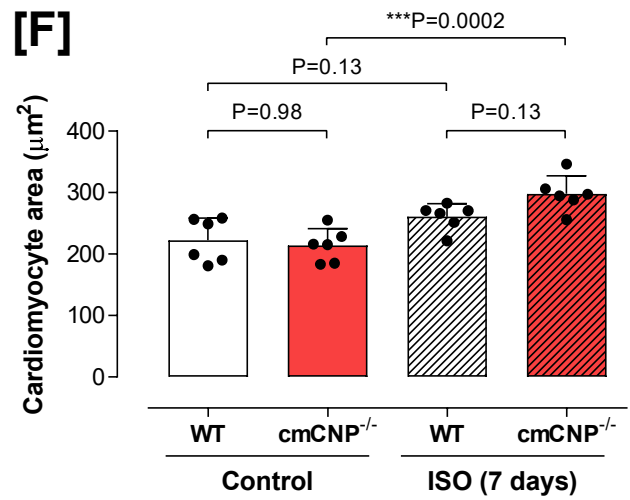 [F]
***P=0.0002
P=0.13
P=0.98 P=0.13
Cardiomyocyte area (μm²)
400
300
200
100
0
WT cmCNP⁻/⁻ WT cmCNP⁻/⁻
Control ISO (7 days)